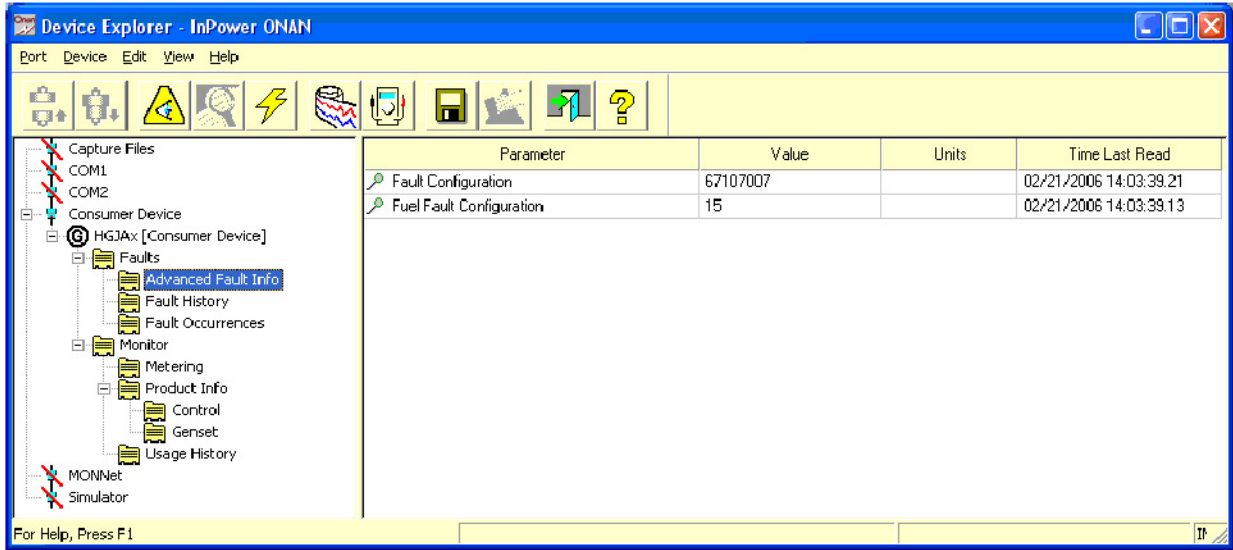 Device Explorer - InPower ONAN
Port Device Edit View Help
Capture Files
COM1
COM2
Consumer Device
HGJAx [Consumer Device]
Faults
Advanced Fault Info
Fault History
Fault Occurrences
Monitor
Metering
Product Info
Control
Genset
Usage History
MONNet
Simulator
Parameter Value Units Time Last Read
Fault Configuration 67107007 02/21/2006 14:03:39.21
Fuel Fault Configuration 15 02/21/2006 14:03:39.13
For Help, Press F1